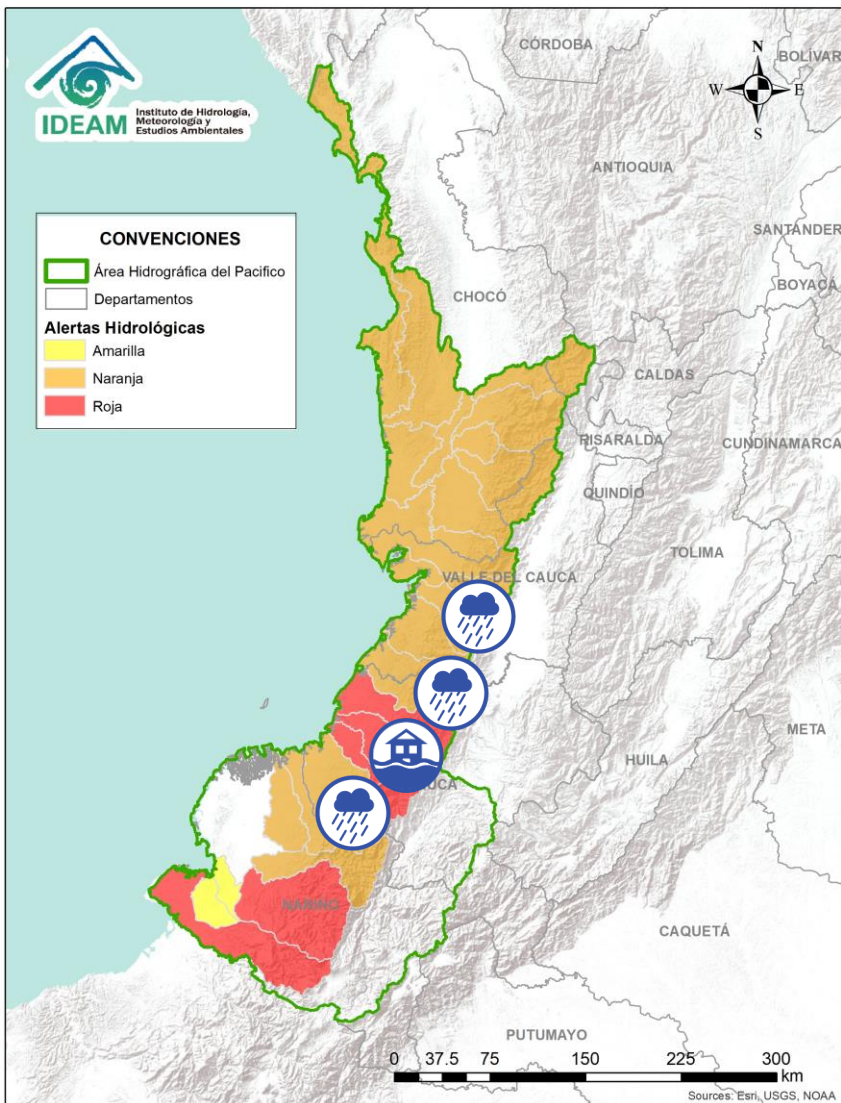 IDEAM
Instituto de Hidrología,
Meteorología y
Estudios Ambientales
CÓRDOBA
BOLÍVAR
N
W E
S
ANTIOQUIA
SANTANDER
BOYACÁ
CONVENCIONES
Área Hidrográfica del Pacifico
Departamentos
Alertas Hidrológicas
Amarilla
Naranja
Roja
CHOCÓ
CALDAS
RISARALDA
CUNDINAMARCA
QUINDÍO
TOLIMA
VALLE DEL CAUCA
META
HUILA
UCA
NARIÑO
CAQUETÁ
PUTUMAYO
0 37.5 75 150 225 300
km
Sources: Esri, USGS, NOAA